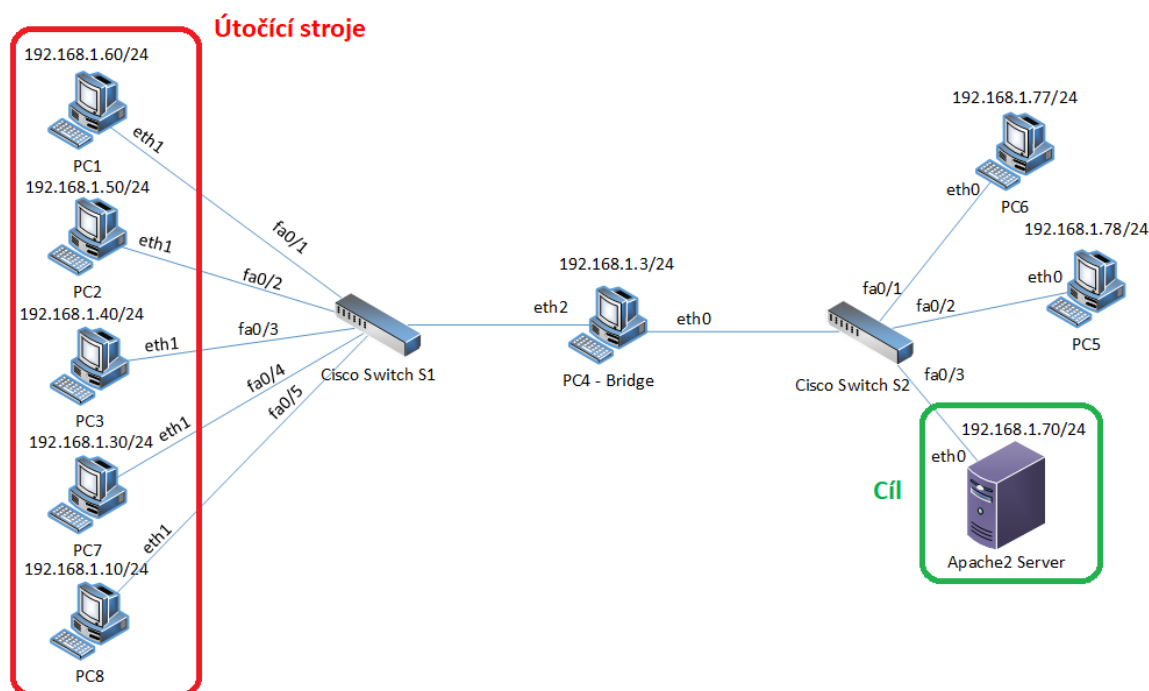 Útočící stroje
192.168.1.60/24
eth1
PC1
192.168.1.50/24
eth1
PC2
192.168.1.40/24
eth1
PC3
192.168.1.30/24
eth1
PC7
192.168.1.10/24
eth1
PC8
fa0/1
fa0/2
fa0/3
fa0/4
fa0/5
Cisco Switch S1
192.168.1.3/24
eth2
eth0
PC4 - Bridge
Cisco Switch S2
fa0/1
fa0/2
fa0/3
192.168.1.77/24
eth0
PC6
192.168.1.78/24
eth0
PC5
192.168.1.70/24
eth0
Cíl
Apache2 Server